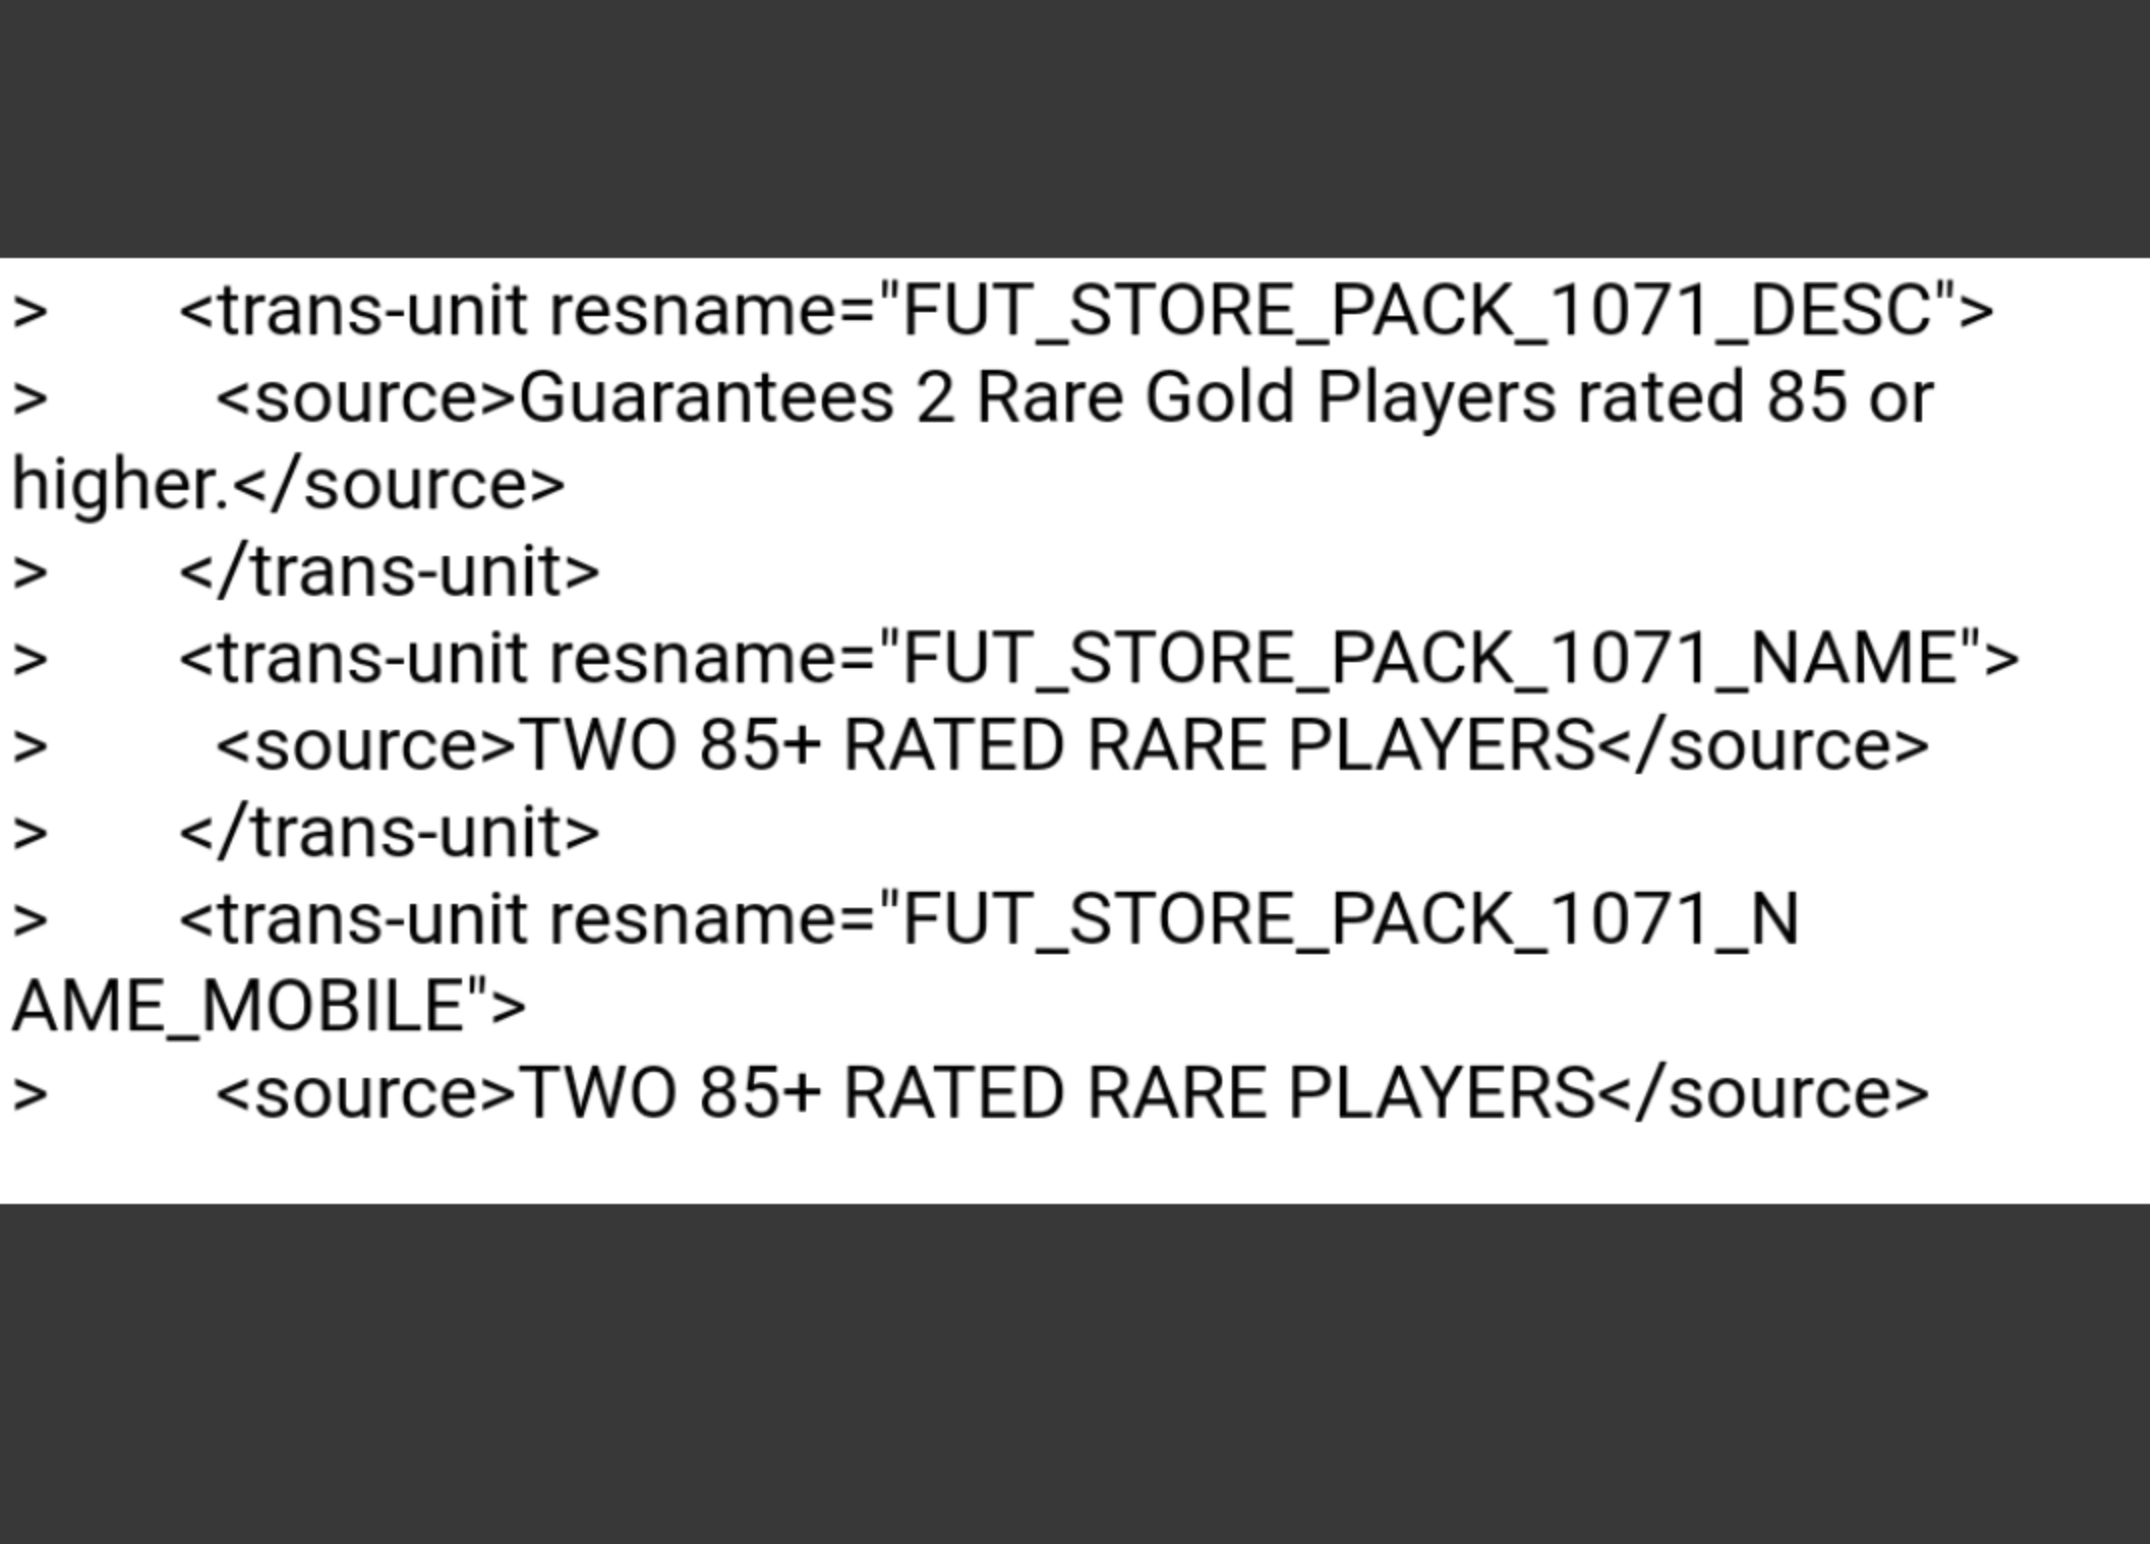 > <trans-unit resname="FUT_STORE_PACK_1071_DESC">
> <source>Guarantees 2 Rare Gold Players rated 85 or
higher.</source>
> </trans-unit>
> <trans-unit resname="FUT_STORE_PACK_1071_NAME">
> <source>TWO 85+ RATED RARE PLAYERS</source>
> </trans-unit>
> <trans-unit resname="FUT_STORE_PACK_1071_N
AME_MOBILE">
> <source>TWO 85+ RATED RARE PLAYERS</source>